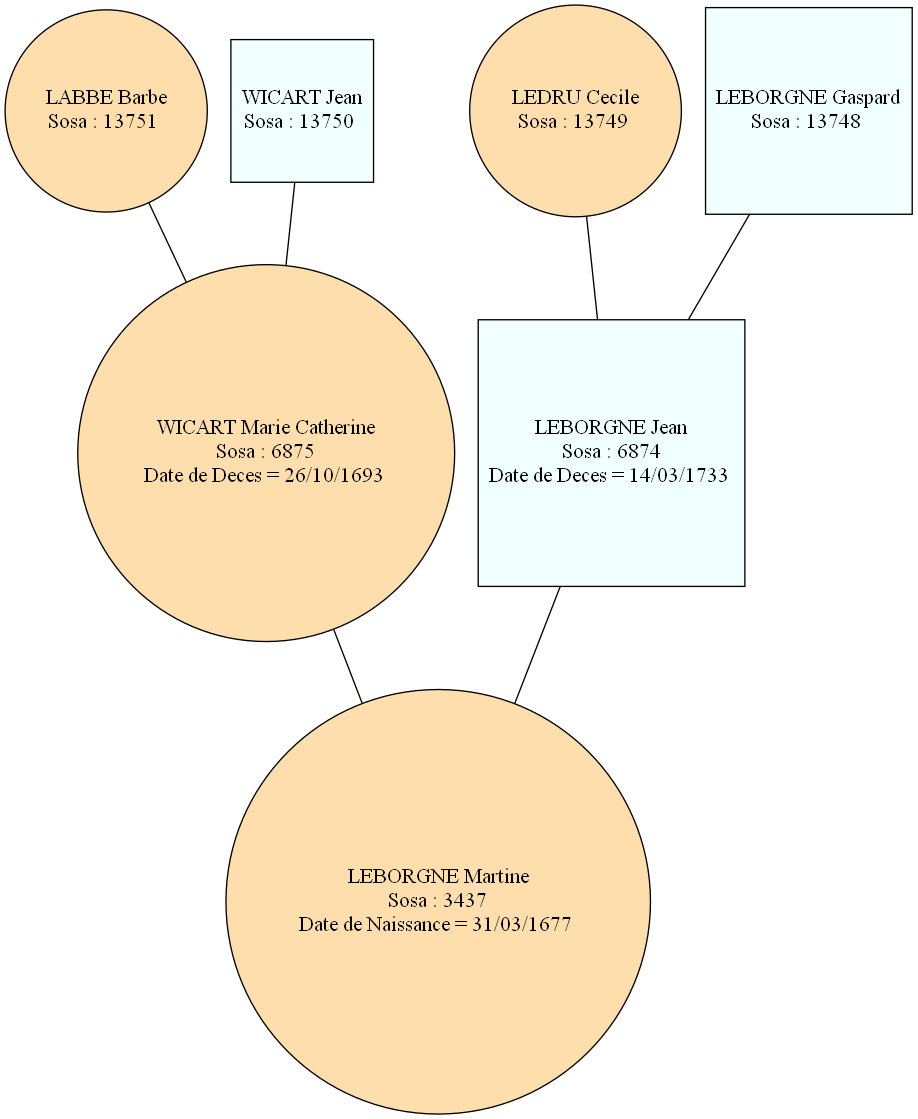 LABBE Barbe
Sosa : 13751
WICART Jean
Sosa : 13750
LEDRU Cecile
Sosa : 13749
LEBORGNE Gaspard
Sosa : 13748
WICART Marie Catherine
Sosa : 6875
Date de Deces = 26/10/1693
LEBORGNE Jean
Sosa : 6874
Date de Deces = 14/03/1733
LEBORGNE Martine
Sosa : 3437
Date de Naissance = 31/03/1677